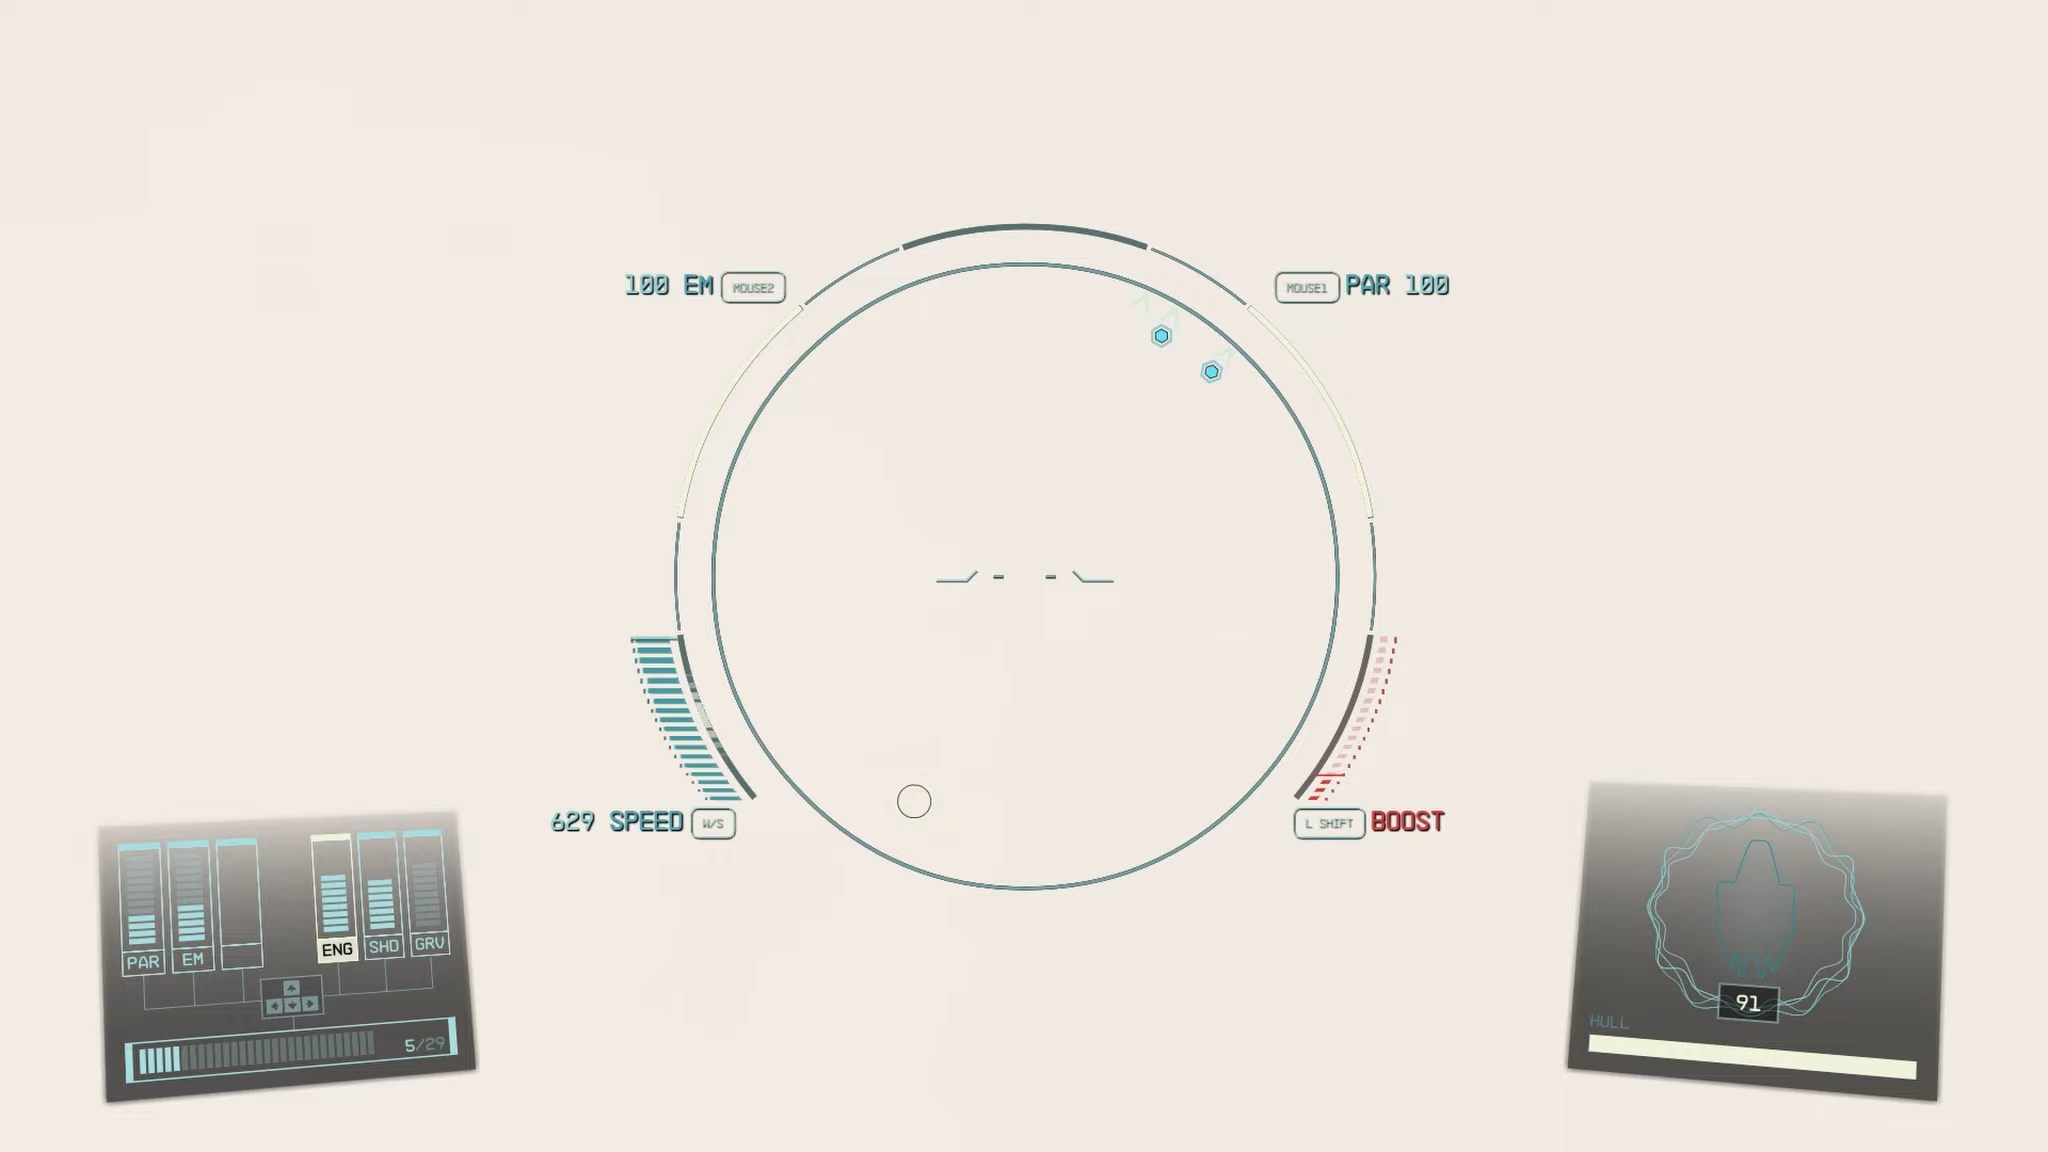 100 EM MOUSE2
MOUSE1 PAR 100
629 SPEED W/S
L SHIFT BOOST
PAR EM ENG SHD GRV
5/29
91
HULL